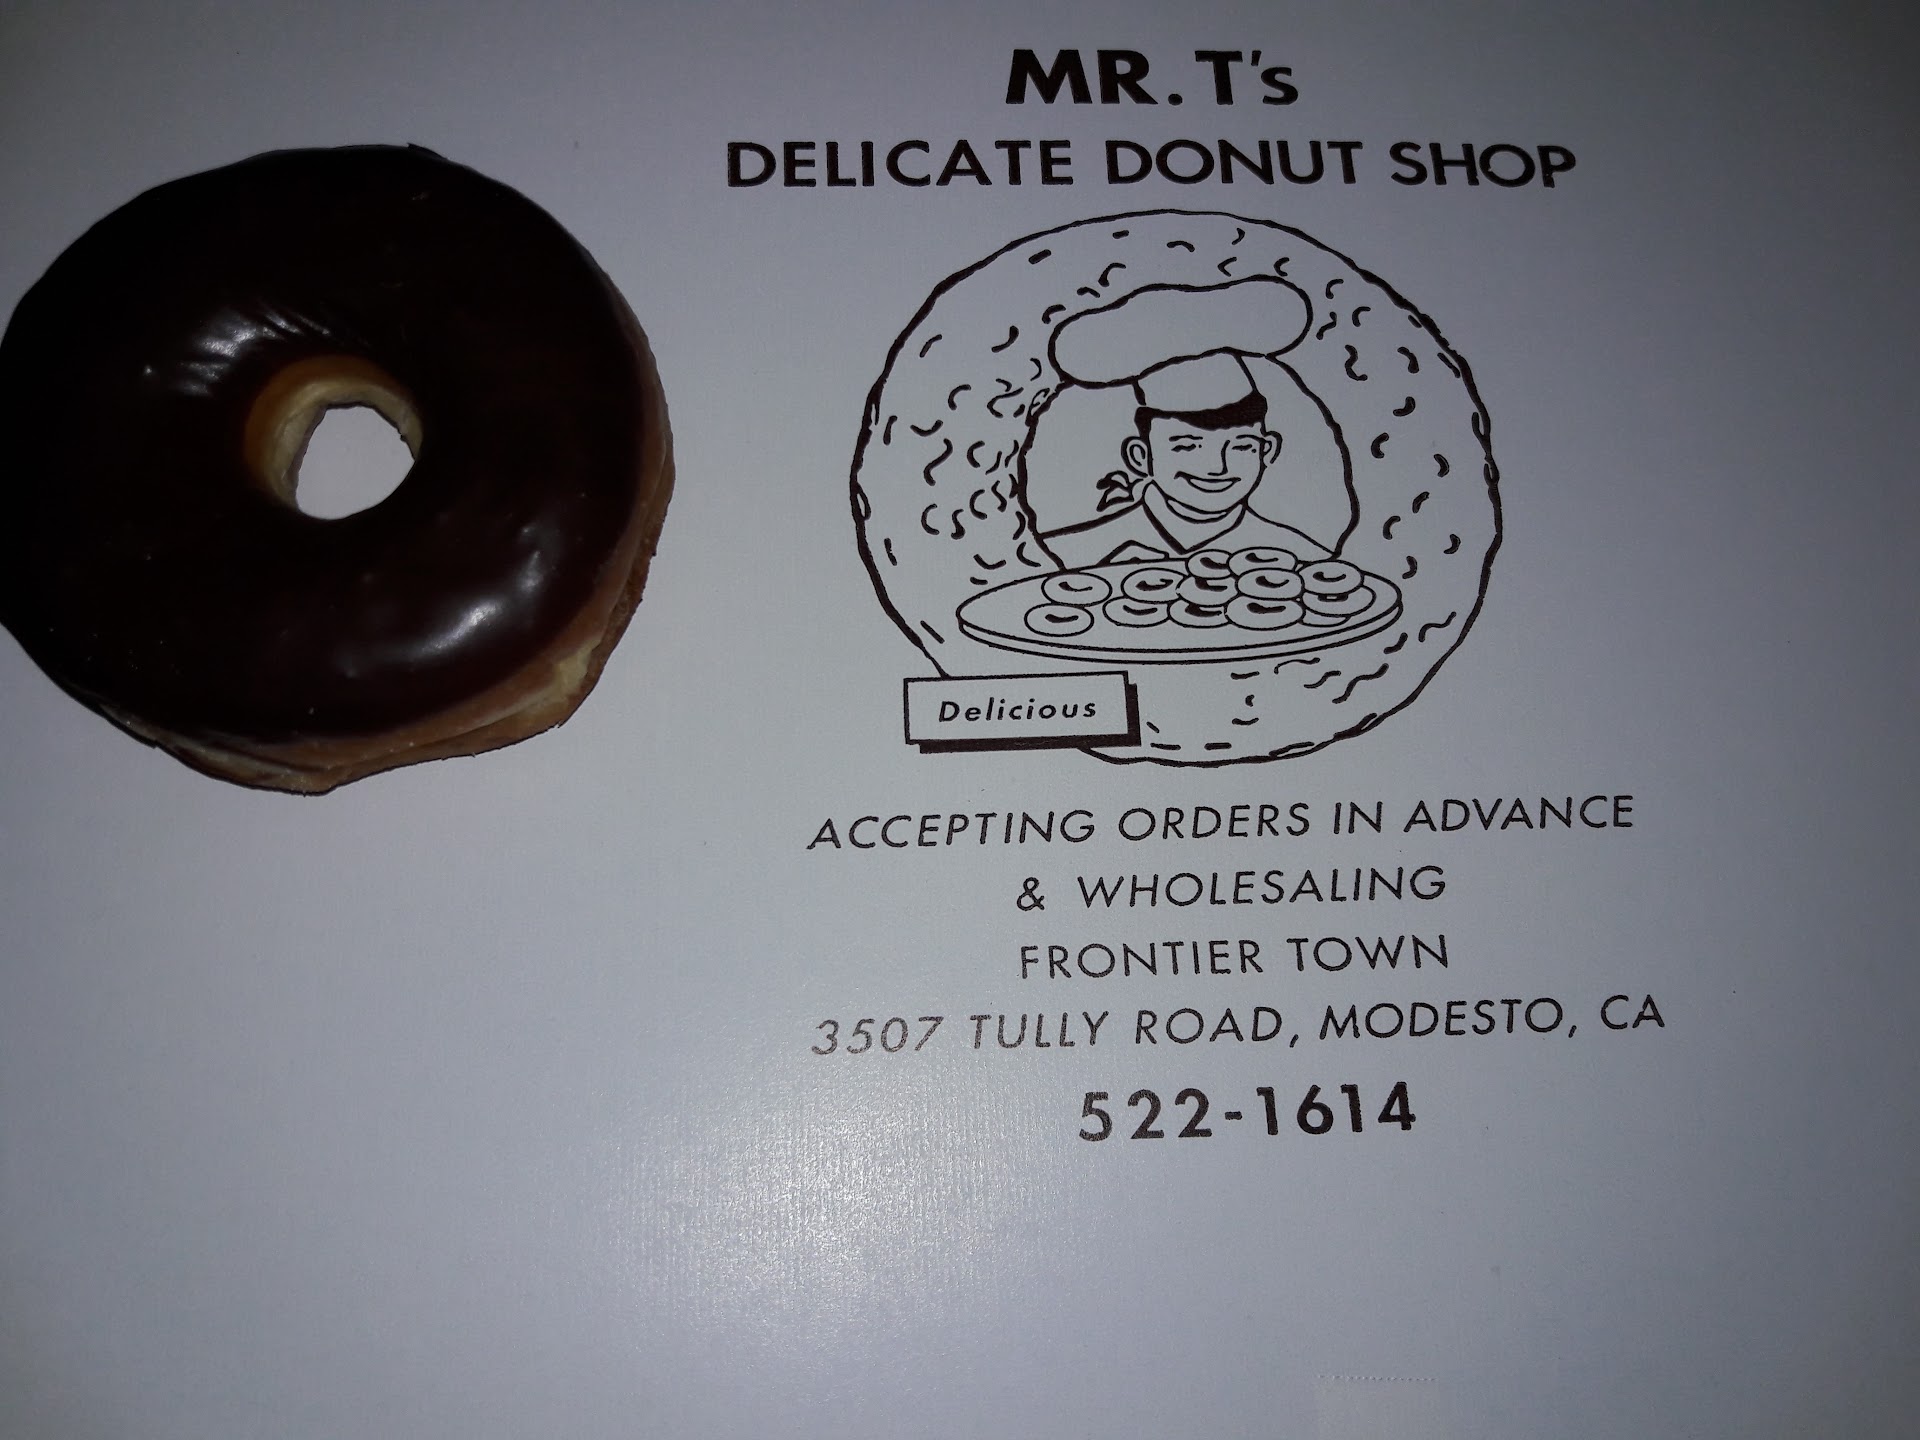 MR. T's
DELICATE DONUT SHOP
Delicious
ACCEPTING ORDERS IN ADVANCE
& WHOLESALING
FRONTIER TOWN
3507 TULLY ROAD, MODESTO, CA
522-1614